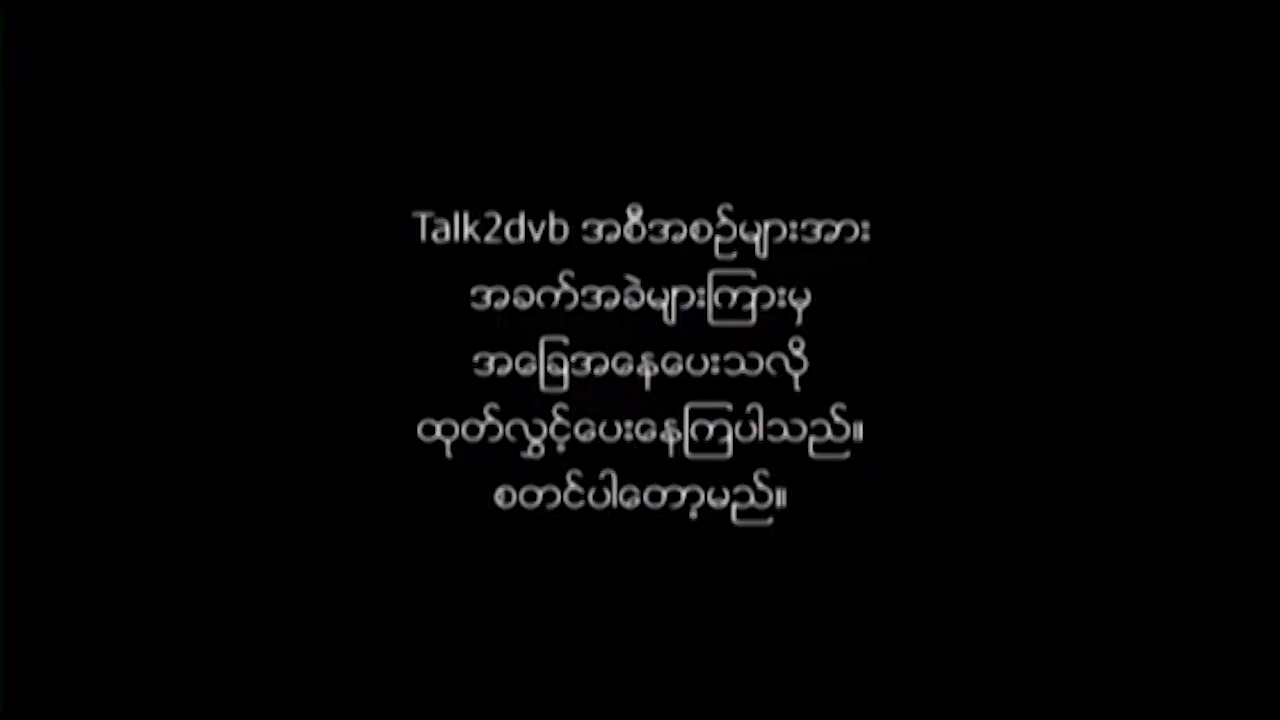 Talk2dvb အစီအစဉ်များအား
အခက်အခဲများကြားမှ
အခြေအနေပေးသလို
ထုတ်လွှင့်ပေးနေကြပါသည်။
စတင်ပါတော့မည်။